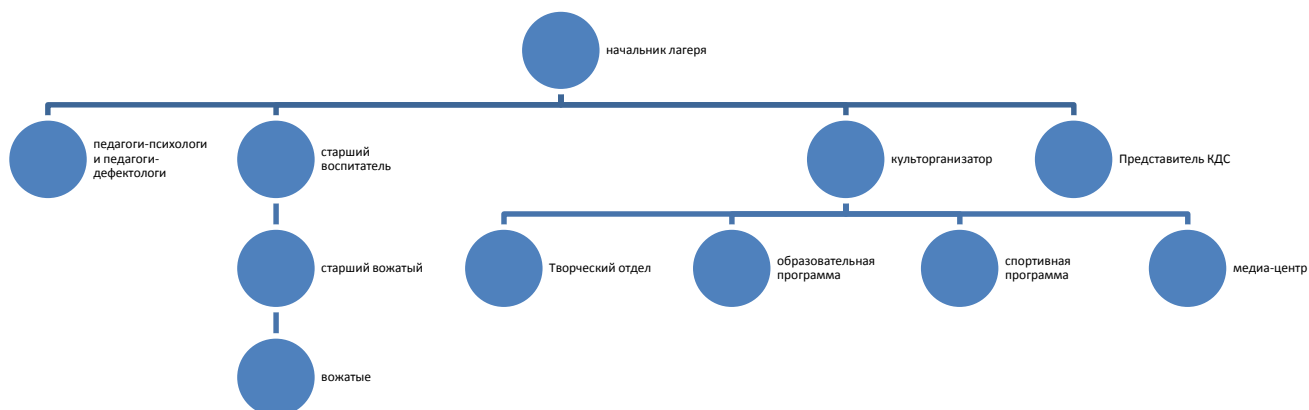 начальник лагеря
педагоги-психологи
и педагоги-
дефектологи
старший
воспитатель
культорганизатор
Представитель КДС
старший вожатый
Творческий отдел
образовательная
программа
спортивная
программа
медиа-центр
вожатые